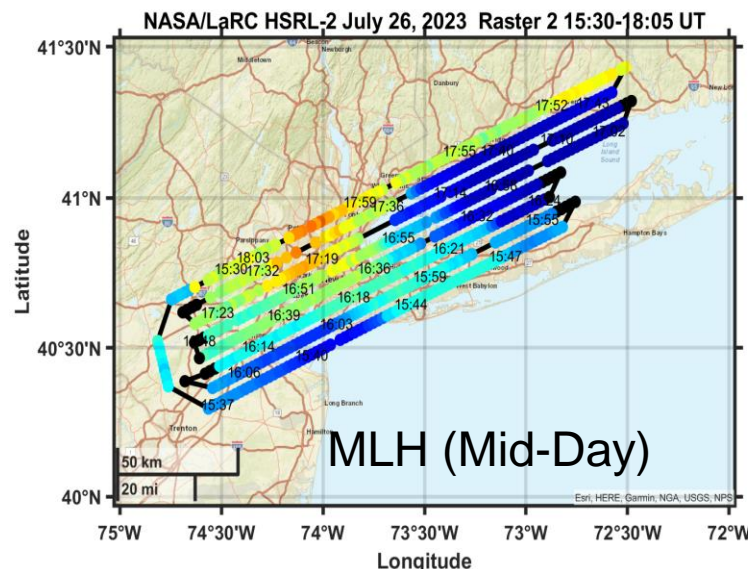 NASA/LaRC HSRL-2 July 26, 2023 Raster 2 15:30-18:05 UT
41°30'N
41°N
40°30'N
40°N
Latitude
Middletown
Newburgh
Danbury
17:52
17:55
17:59
17:36
18:03
15:30
17:32
17:19
16:55
15:55
16:21
15:47
16:36
15:59
16:51
17:23
16:18
15:44
16:39
16:03
16:14
15:40
16:06
15:37
Long Island Sound
Hampton Bays
Parsippany
Long Branch
Trenton
MLH (Mid-Day)
50 km
20 mi
Esri, HERE, Garmin, NGA, USGS, NPS
75°W
74°30'W
74°W
73°30'W
73°W
72°30'W
72°W
Longitude